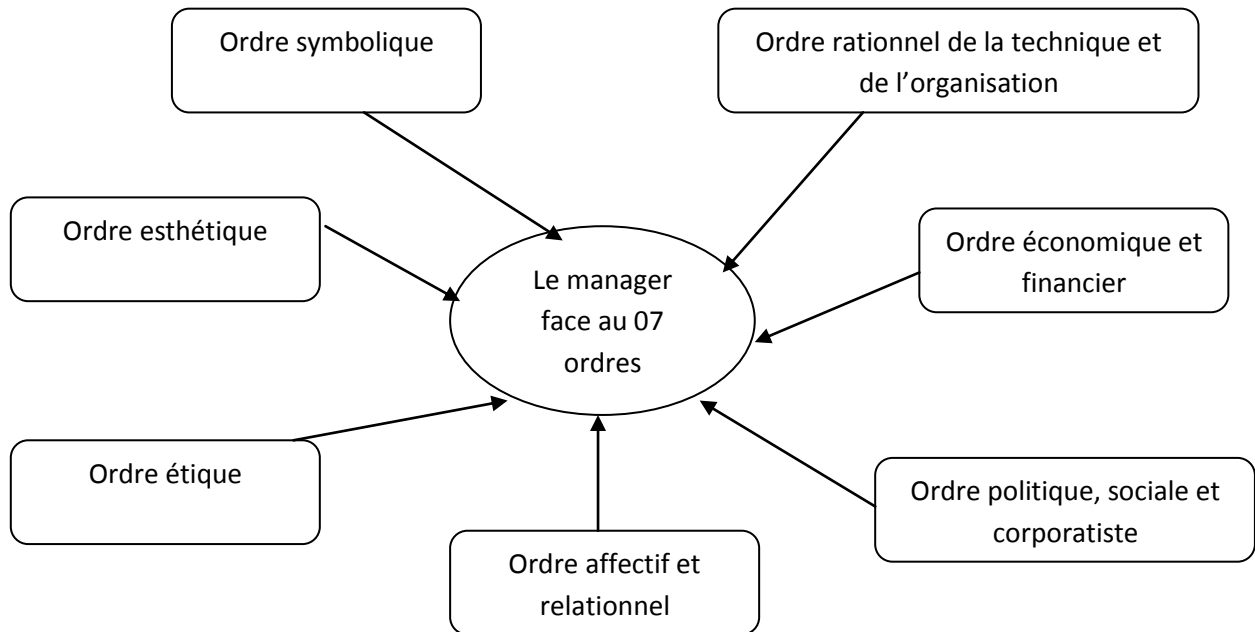 Ordre symbolique
Ordre rationnel de la technique et
de l’organisation
Ordre esthétique
Ordre économique et
financier
Le manager
face au 07
ordres
Ordre étique
Ordre politique, sociale et
corporatiste
Ordre affectif et
relationnel